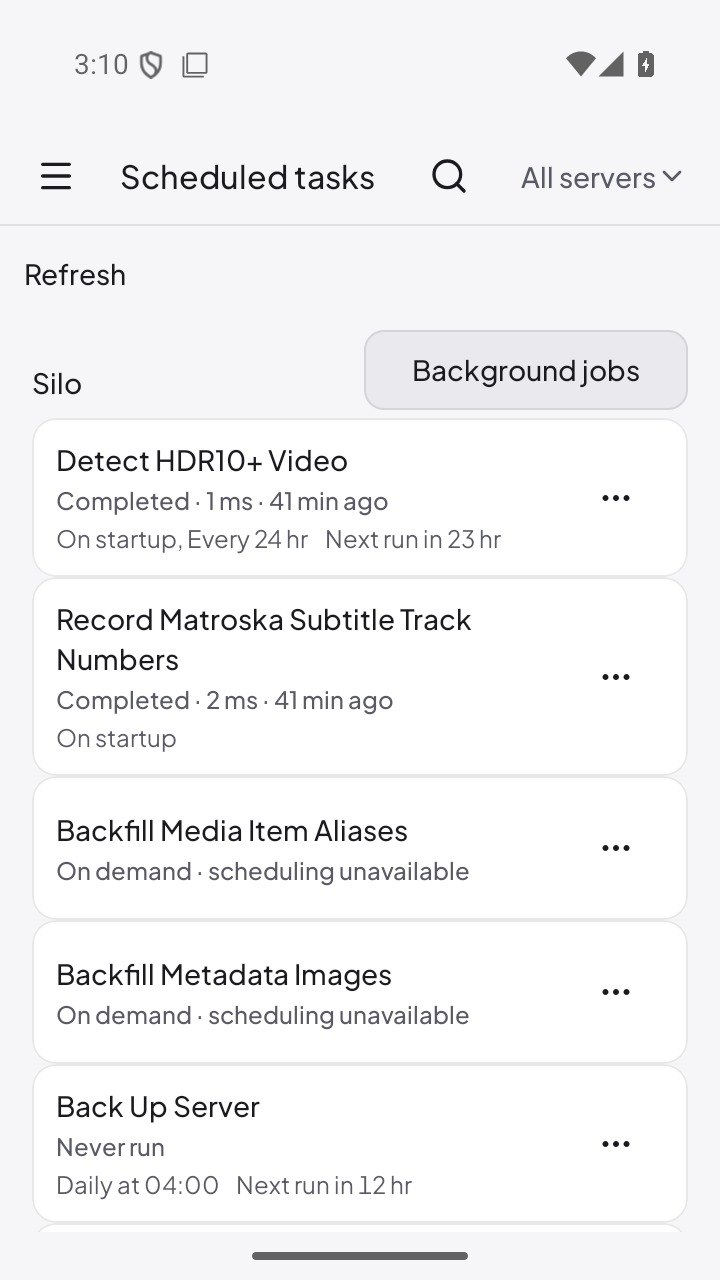 3:10
Scheduled tasks
All servers
Refresh
Silo
Background jobs
Detect HDR10+ Video
Completed · 1 ms · 41 min ago
On startup, Every 24 hr Next run in 23 hr
Record Matroska Subtitle Track
Numbers
Completed · 2 ms · 41 min ago
On startup
Backfill Media Item Aliases
On demand · scheduling unavailable
Backfill Metadata Images
On demand · scheduling unavailable
Back Up Server
Never run
Daily at 04:00 Next run in 12 hr